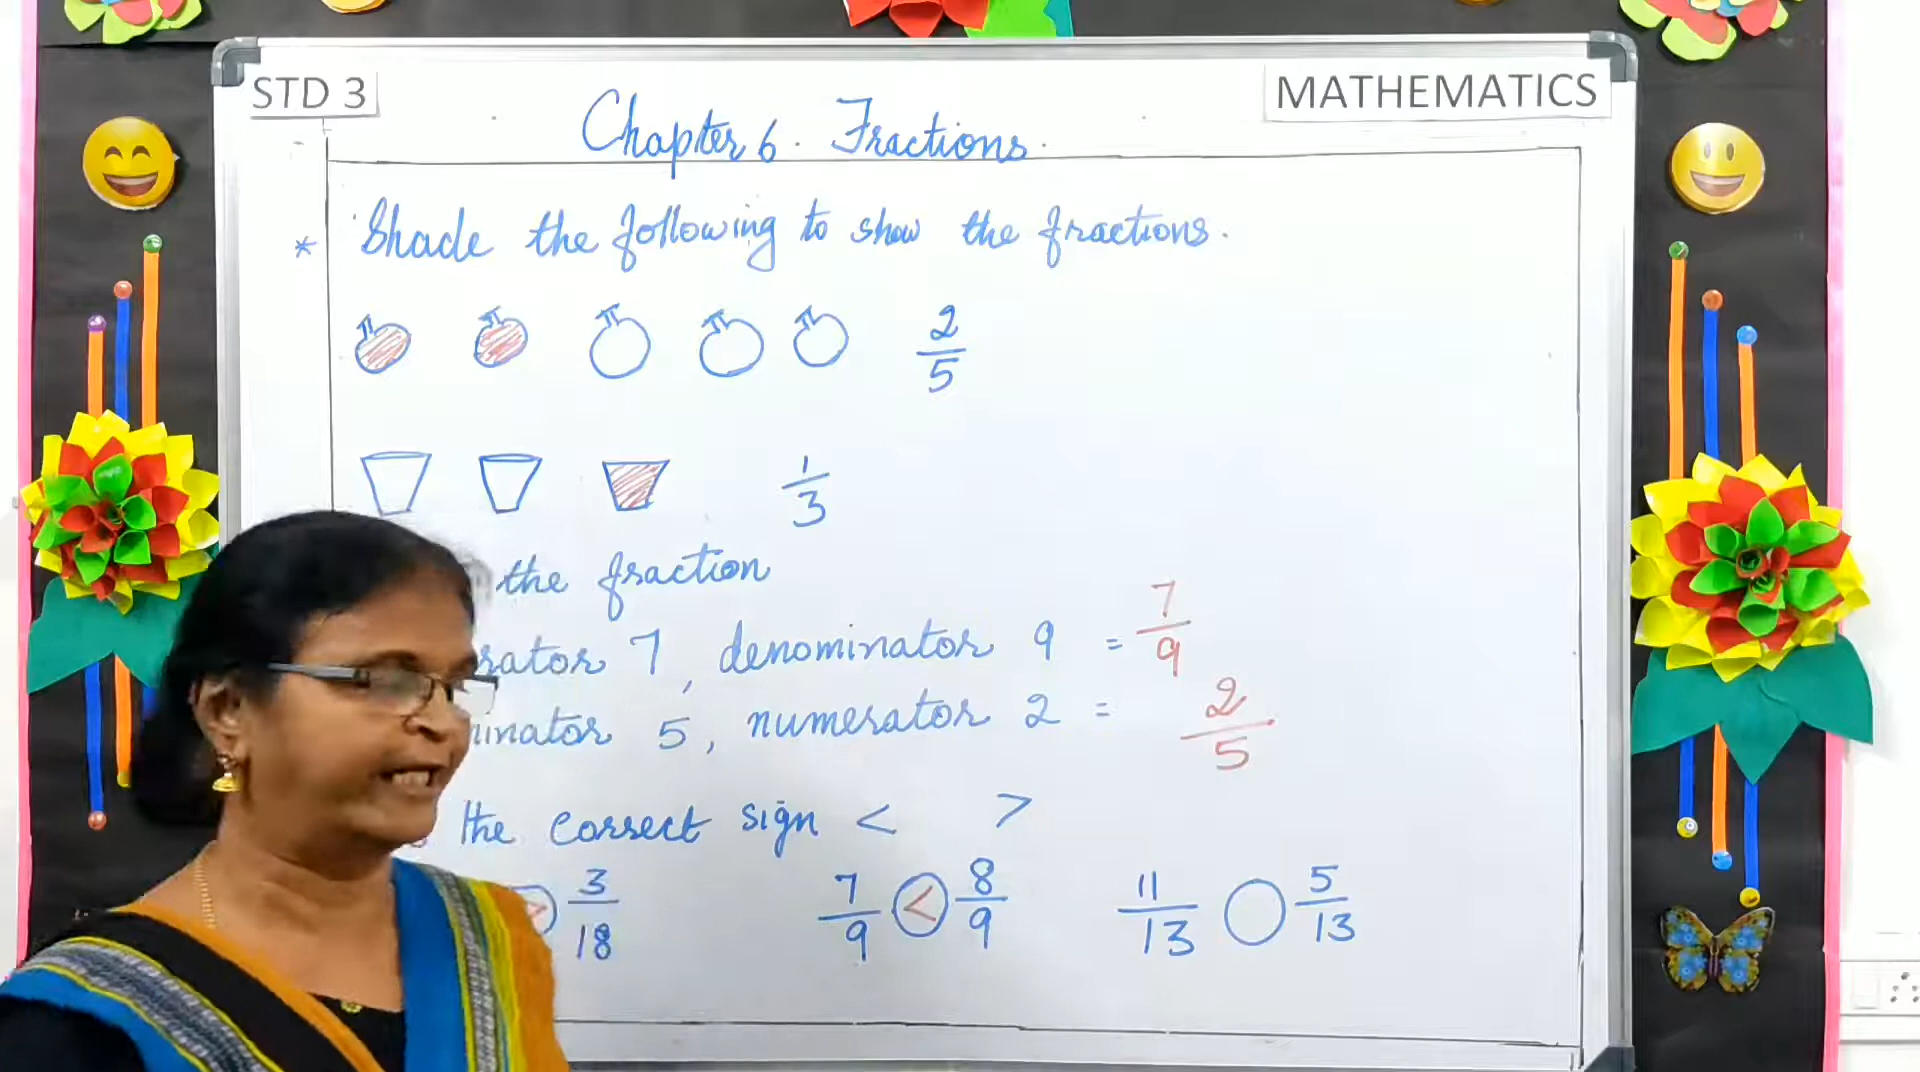 STD 3
MATHEMATICS
Chapter 6. Fractions.
* Shade the following to show the fractions.
2/5
1/3
the fraction
7, denominator 9 = 7/9
5, numerator 2 = 2/5
the correct sign < >
> 3/18 7/9 < 8/9 11/13 ○ 5/13